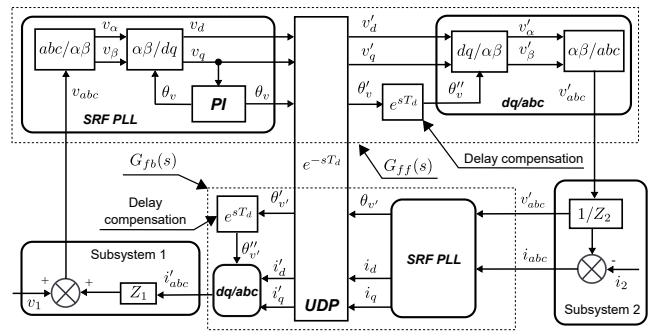 v_α
v_β
abc/αβ
αβ/dq
v_d
v_q
v_abc
θ_v
PI
θ_v
SRF PLL
v'_d
v'_q
θ'_v
e^{sT_d}
θ''_v
dq/αβ
v'_α
v'_β
αβ/abc
dq/abc
v'_abc
G_fb(s)
e^{-sT_d}
G_ff(s)
Delay compensation
Delay
compensation
e^{sT_d}
θ'_{v'}
θ''_{v'}
θ_{v'}
v'_abc
1/Z_2
SRF PLL
i_abc
-
i_2
Subsystem 2
Subsystem 1
+
v_1
+
Z_1
i'_abc
dq/abc
i'_d
i'_q
UDP
i_d
i_q